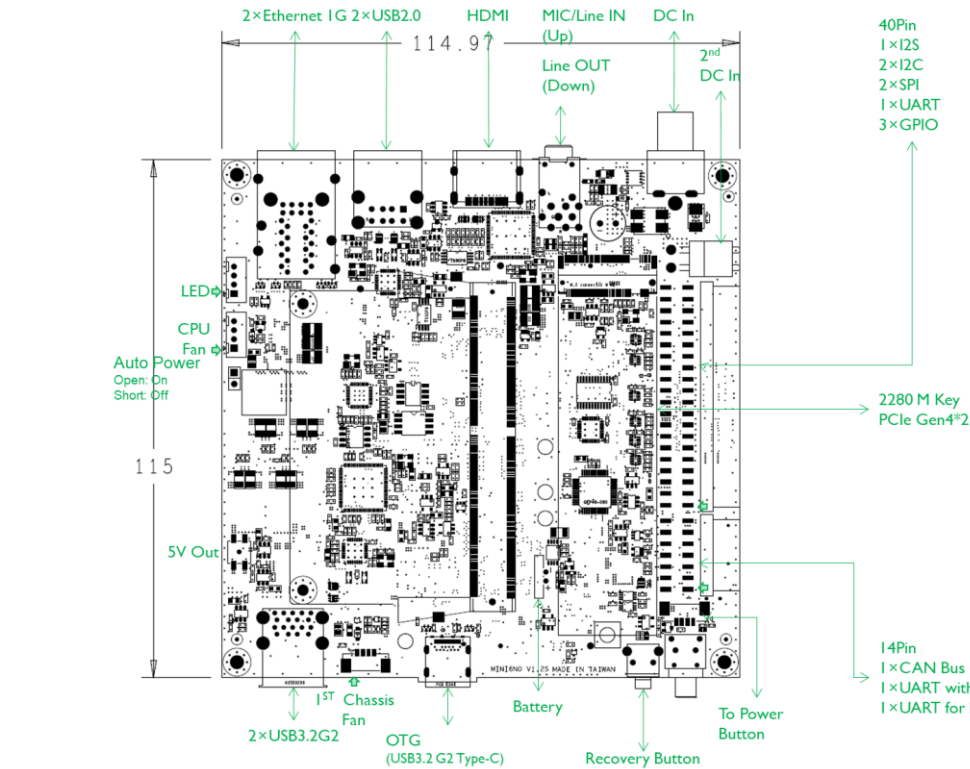 2×Ethernet 1G 2×USB2.0
HDMI
MIC/Line IN
(Up)
Line OUT
(Down)
DC In
2nd
DC In
114.97
40Pin
1×I2S
2×I2C
2×SPI
1×UART
3×GPIO
LED
CPU
Fan
Auto Power
Open: On
Short: Off
115
2280 M Key
PCIe Gen4*2
5V Out
14Pin
1×CAN Bus
1×UART with
1×UART for
MINI6N0 V1.2S MADE IN TAIWAN
1ST Chassis
Fan
2×USB3.2G2
OTG
(USB3.2 G2 Type-C)
Battery
To Power
Button
Recovery Button